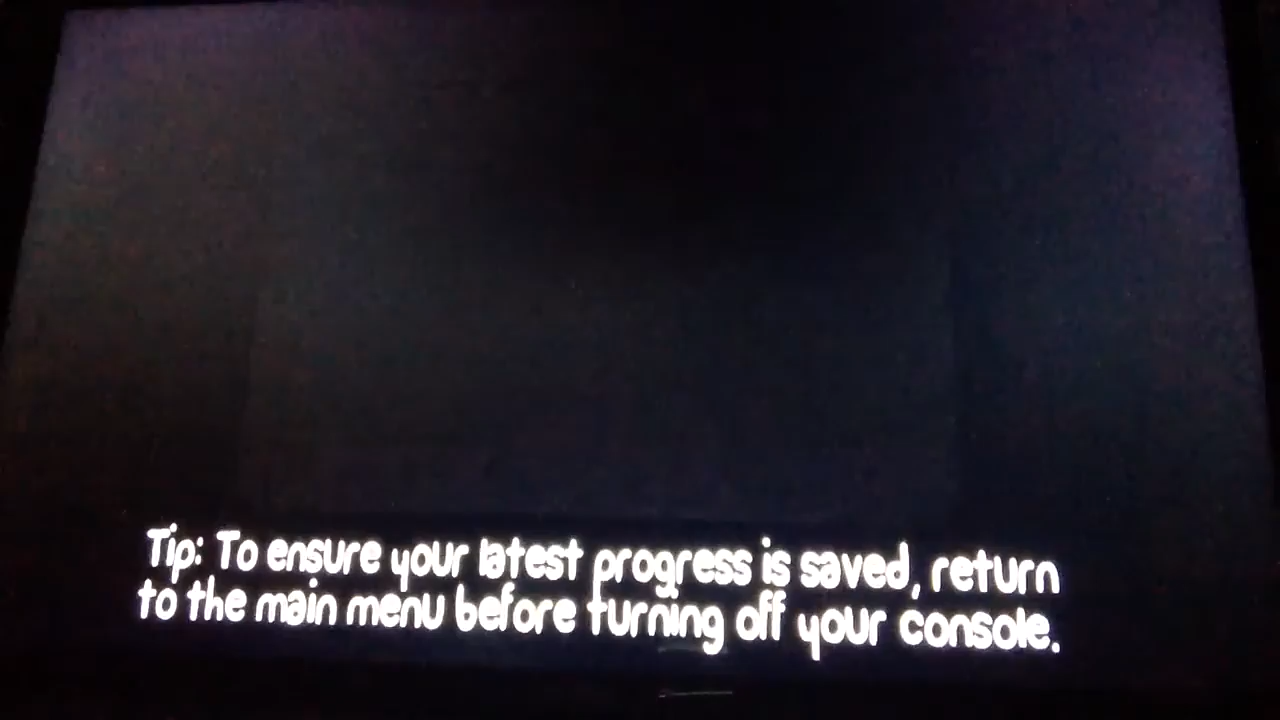 Tip: To ensure your latest progress is saved, return
to the main menu before turning off your console.